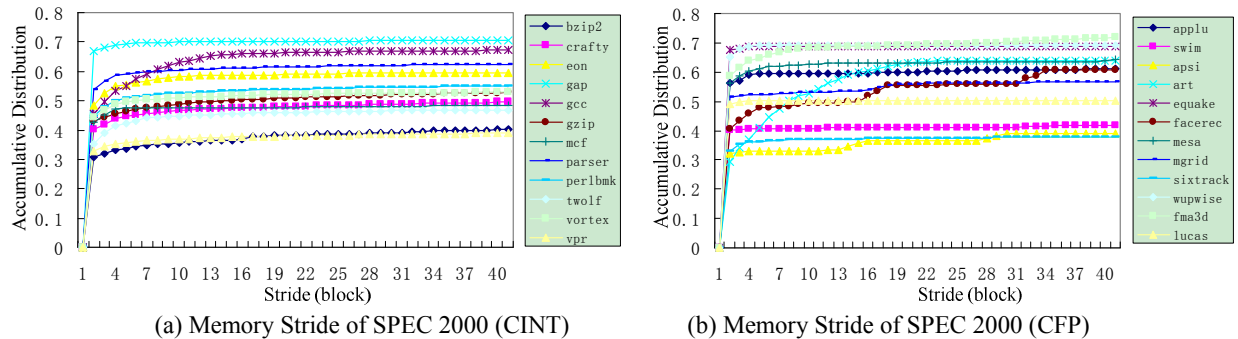 0.8
0.7
0.6
0.5
0.4
0.3
0.2
0.1
0
Accumulative Distribution
1 4 7 10 13 16 19 22 25 28 31 34 37 40
Stride (block)
bzip2
crafty
eon
gap
gcc
gzip
mcf
parser
perlbmk
twolf
vortex
vpr
(a) Memory Stride of SPEC 2000 (CINT)
0.8
0.7
0.6
0.5
0.4
0.3
0.2
0.1
0
Accumulative Distribution
1 4 7 10 13 16 19 22 25 28 31 34 37 40
Stride (block)
applu
swim
apsi
art
equake
facerec
mesa
mgrid
sixtrack
wupwise
fma3d
lucas
(b) Memory Stride of SPEC 2000 (CFP)